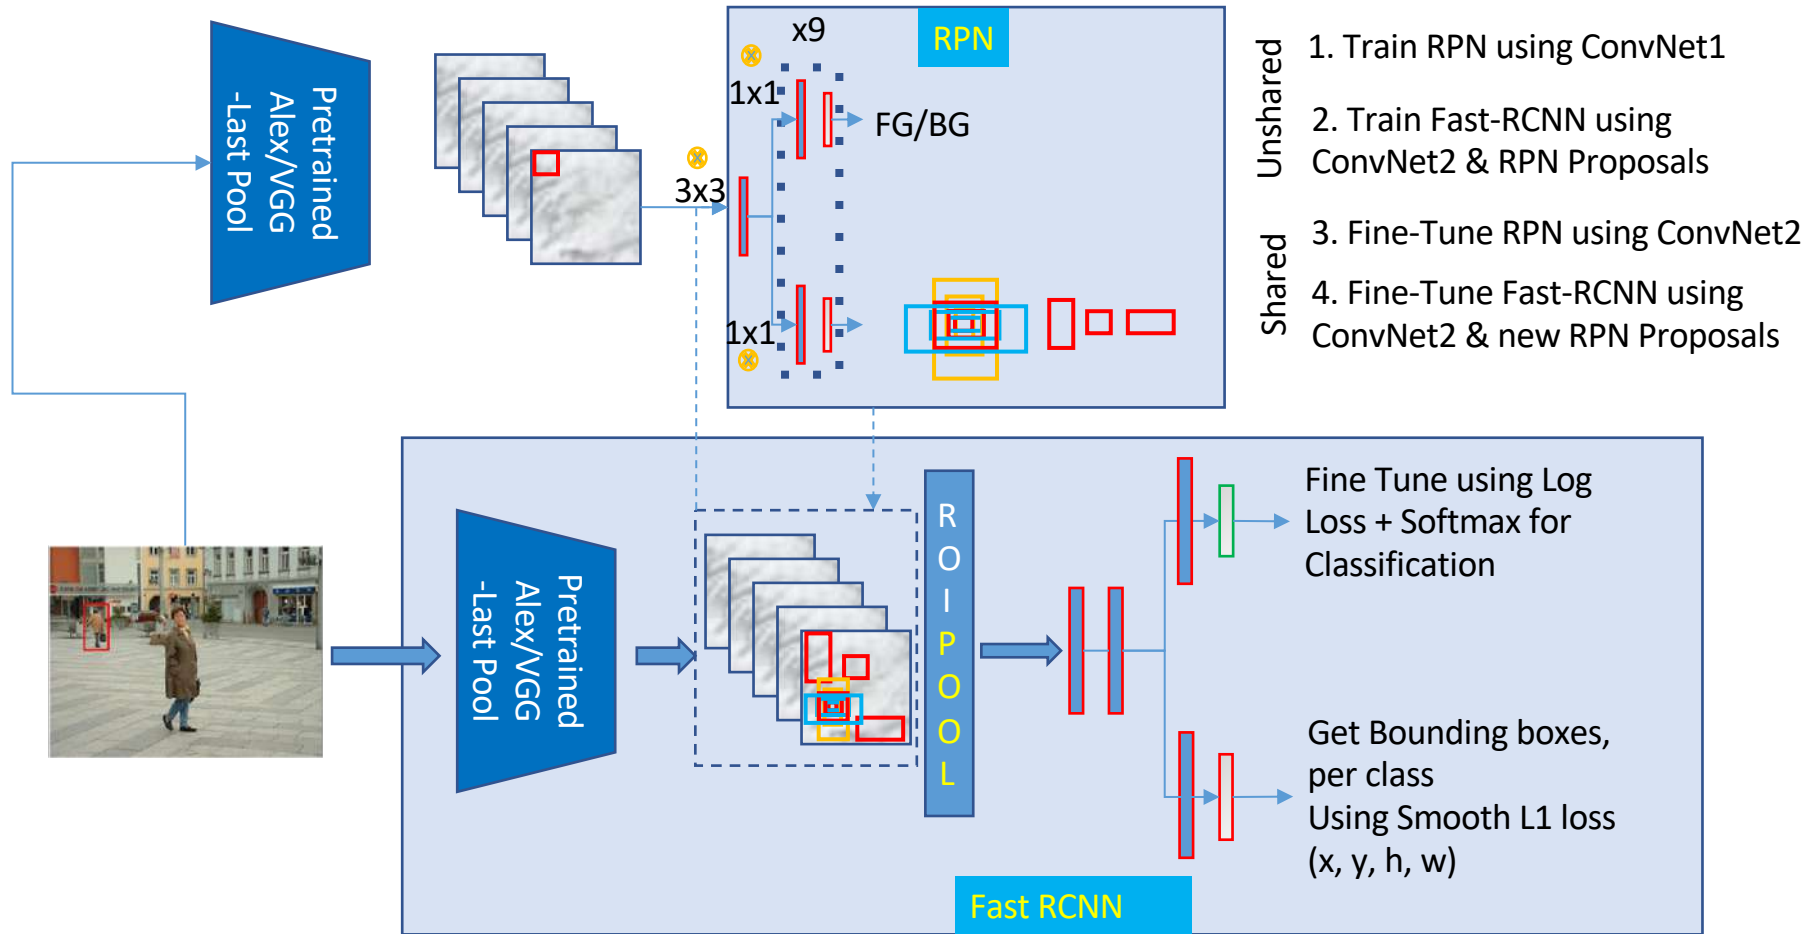 x9
RPN
1x1
FG/BG
3x3
1x1
Pretrained
Alex/VGG
-Last Pool
Unshared
1. Train RPN using ConvNet1
2. Train Fast-RCNN using
ConvNet2 & RPN Proposals
Shared
3. Fine-Tune RPN using ConvNet2
4. Fine-Tune Fast-RCNN using
ConvNet2 & new RPN Proposals
Pretrained
Alex/VGG
-Last Pool
R
O
I
P
O
O
L
Fine Tune using Log
Loss + Softmax for
Classification
Get Bounding boxes,
per class
Using Smooth L1 loss
(x, y, h, w)
Fast RCNN